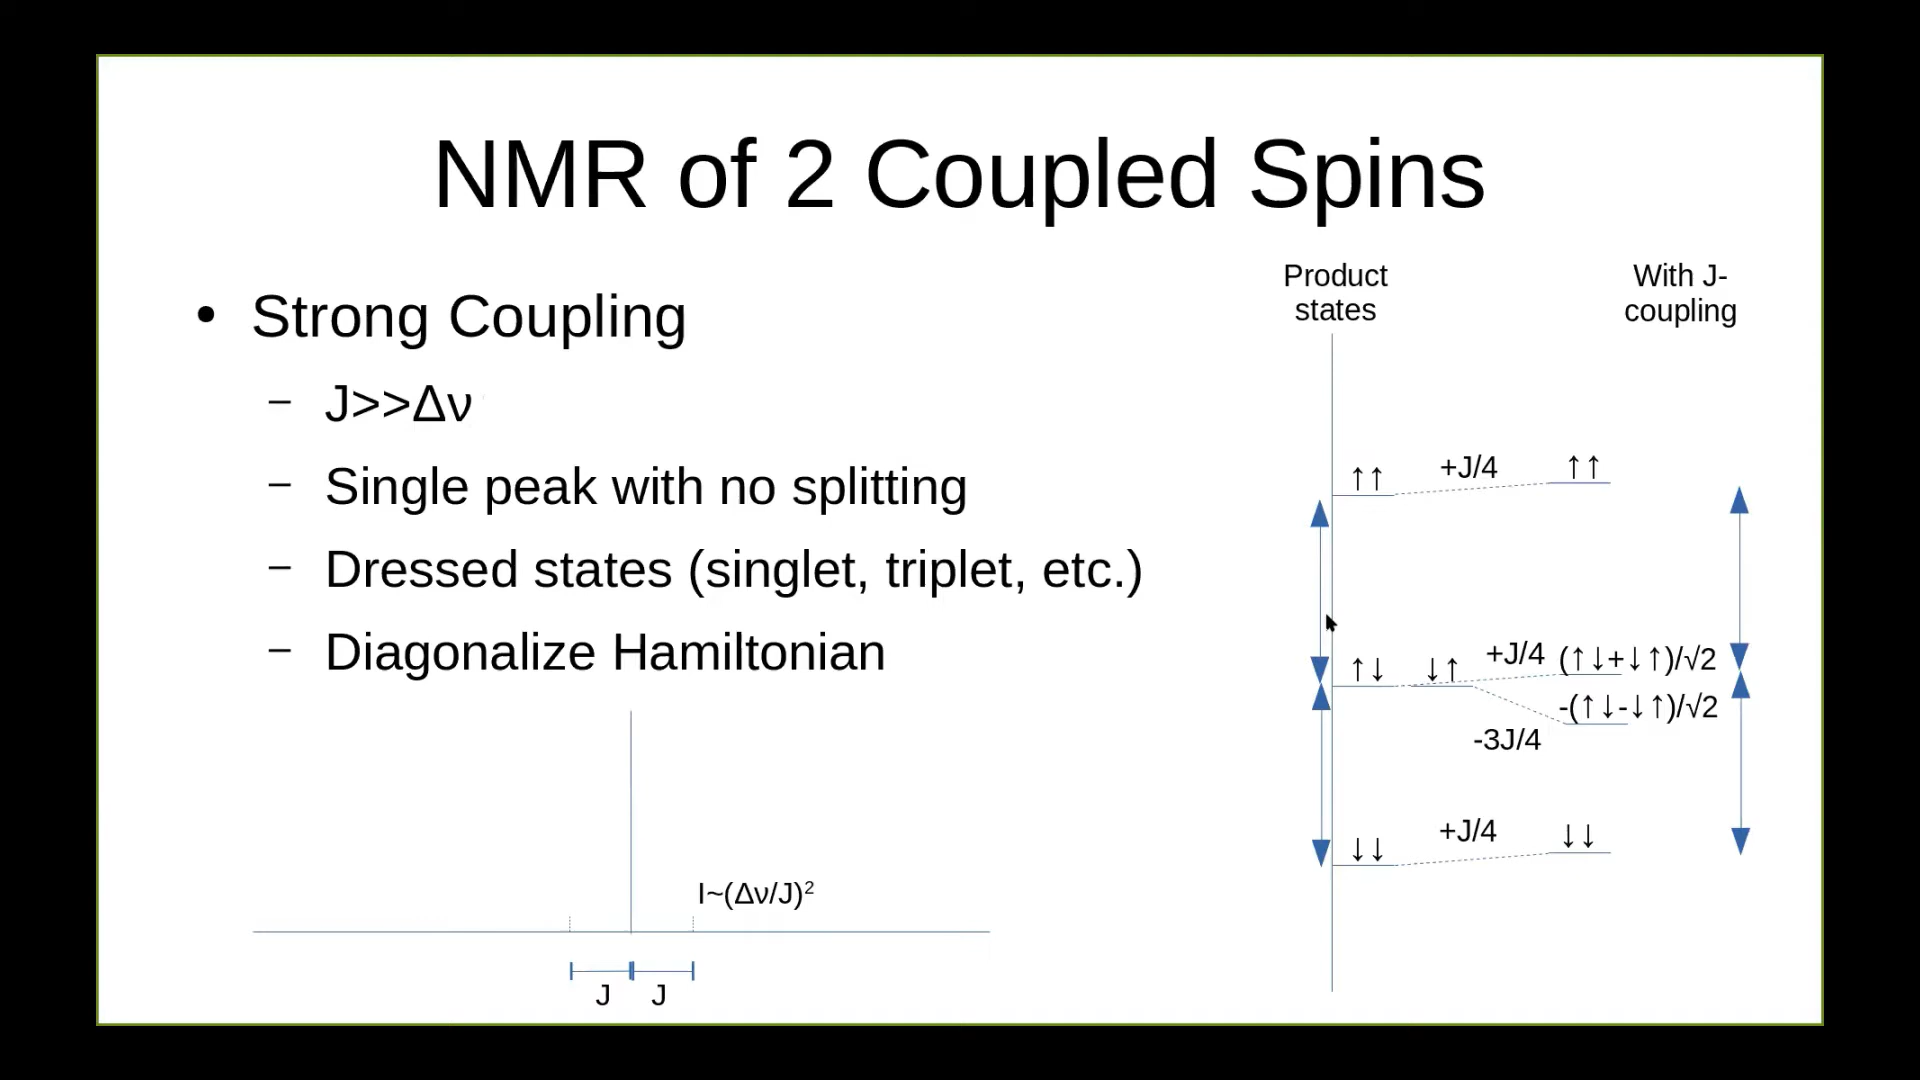 NMR of 2 Coupled Spins
• Strong Coupling
– J>>Δν
– Single peak with no splitting
– Dressed states (singlet, triplet, etc.)
– Diagonalize Hamiltonian
I~(Δν/J)²
J J
Product
states
With J-
coupling
↑↑ +J/4 ↑↑
↑↓ ↓↑ +J/4 (↑↓+↓↑)/√2
-(↑↓-↓↑)/√2
-3J/4
↓↓ +J/4 ↓↓